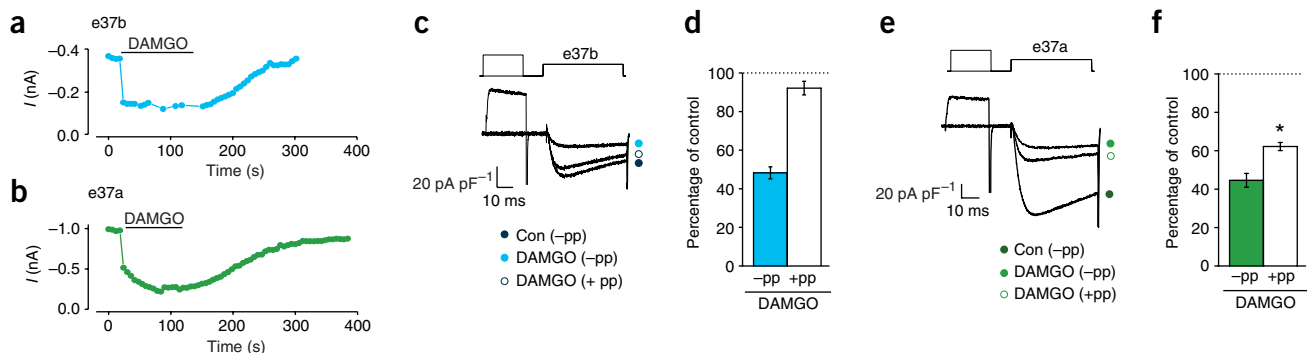 a
e37b
DAMGO
–0.4
–0.2
0.0
I (nA)
0 100 200 300 400
Time (s)
b
e37a
DAMGO
–1.0
–0.5
0.0
I (nA)
0 100 200 300 400
Time (s)
c
e37b
20 pA pF⁻¹
10 ms
Con (–pp)
DAMGO (–pp)
DAMGO (+ pp)
d
Percentage of control
100
80
60
40
20
0
–pp +pp
DAMGO
e
e37a
20 pA pF⁻¹
10 ms
Con (–pp)
DAMGO (–pp)
DAMGO (+pp)
f
Percentage of control
100
80
60
40
20
0
*
–pp +pp
DAMGO